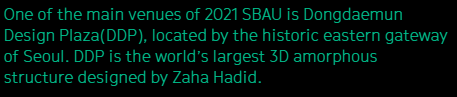 One of the main venues of 2021 SBAU is Dongdaemun
Design Plaza(DDP), located by the historic eastern gateway
of Seoul. DDP is the world's largest 3D amorphous
structure designed by Zaha Hadid.